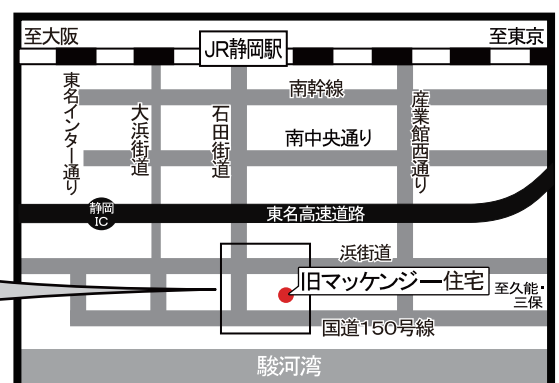 至大阪
JR静岡駅
至東京
東名インター通り
大浜街道
石田街道
南幹線
産業館西通り
南中央通り
静岡
IC
東名高速道路
浜街道
旧マッケンジー住宅
至久能・
三保
国道150号線
駿河湾